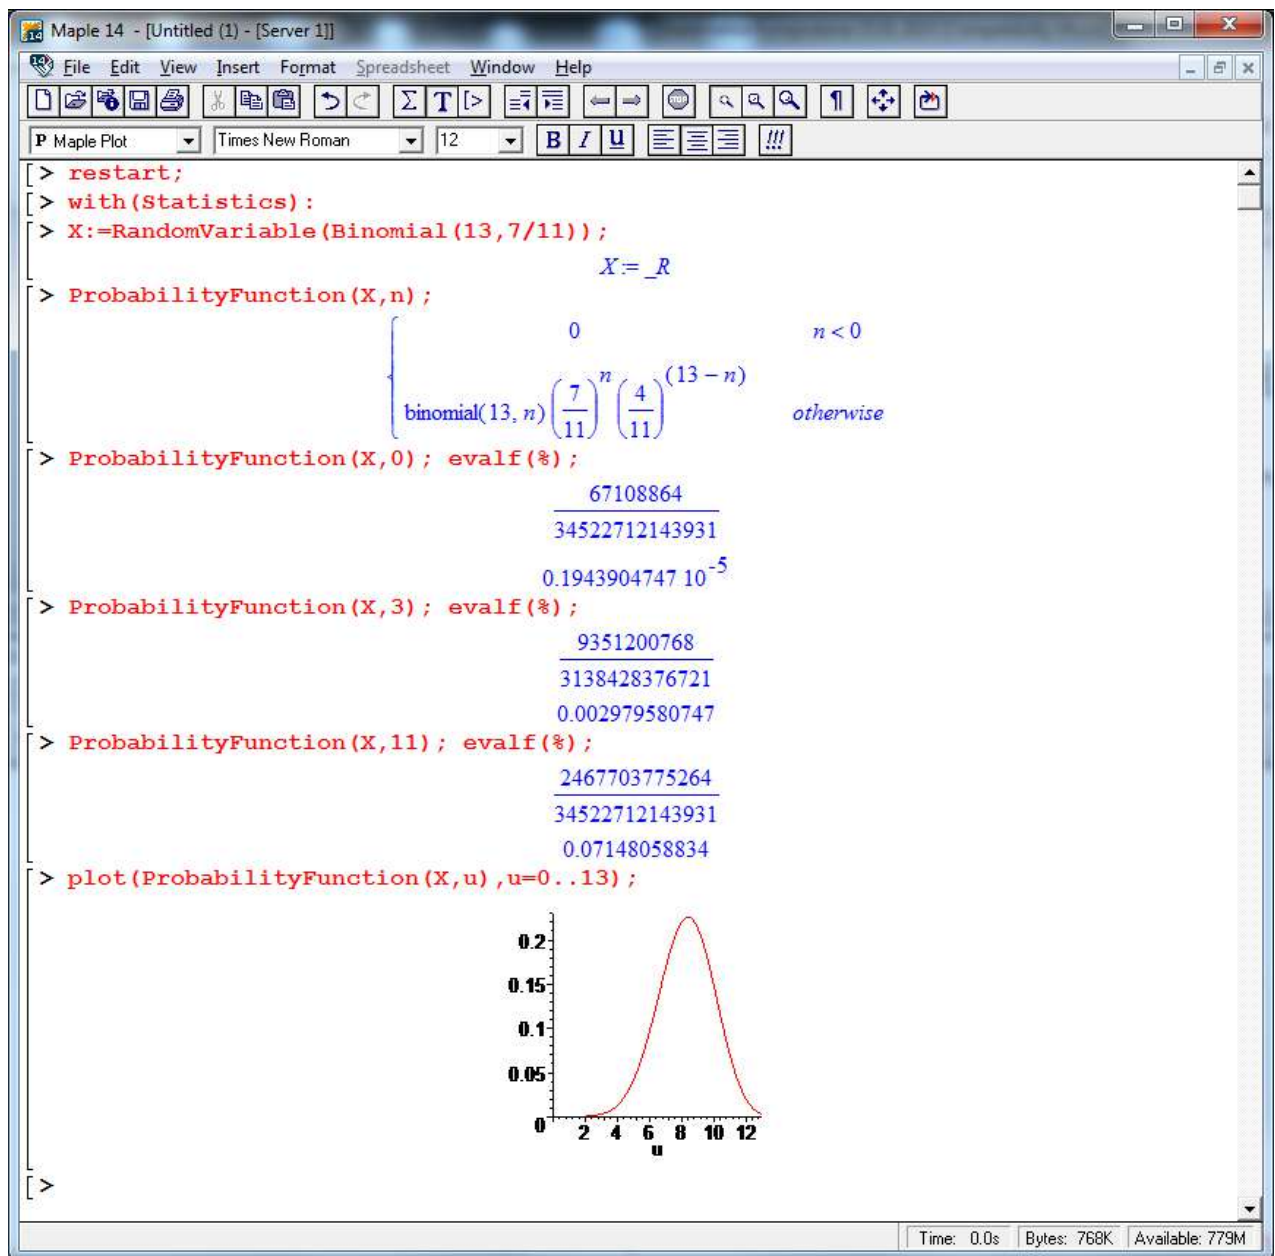 Maple 14 - [Untitled (1) - [Server 1]]
File Edit View Insert Format Spreadsheet Window Help
P Maple Plot Times New Roman 12 B I U !!!
[> restart;
[> with(Statistics):
[> X:=RandomVariable(Binomial(13,7/11));
X := _R
[> ProbabilityFunction(X,n);
0 n < 0
binomial(13, n) (7/11)^n (4/11)^(13 − n) otherwise
[> ProbabilityFunction(X,0); evalf(%);
67108864
34522712143931
0.1943904747 10^-5
[> ProbabilityFunction(X,3); evalf(%);
9351200768
3138428376721
0.002979580747
[> ProbabilityFunction(X,11); evalf(%);
2467703775264
34522712143931
0.07148058834
[> plot(ProbabilityFunction(X,u),u=0..13);
0.2
0.15
0.1
0.05
0 2 4 6 8 10 12
u
[>
Time: 0.0s Bytes: 768K Available: 779M